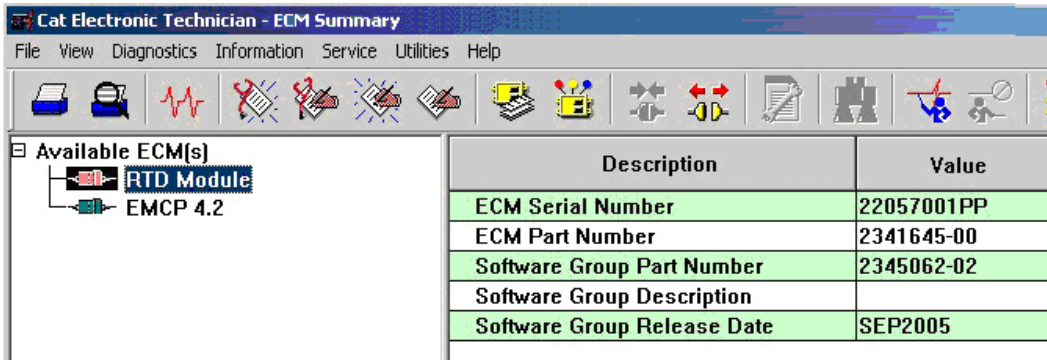 Cat Electronic Technician - ECM Summary
File View Diagnostics Information Service Utilities Help
Available ECM(s)
RTD Module
EMCP 4.2
Description Value
ECM Serial Number 22057001PP
ECM Part Number 2341645-00
Software Group Part Number 2345062-02
Software Group Description
Software Group Release Date SEP2005